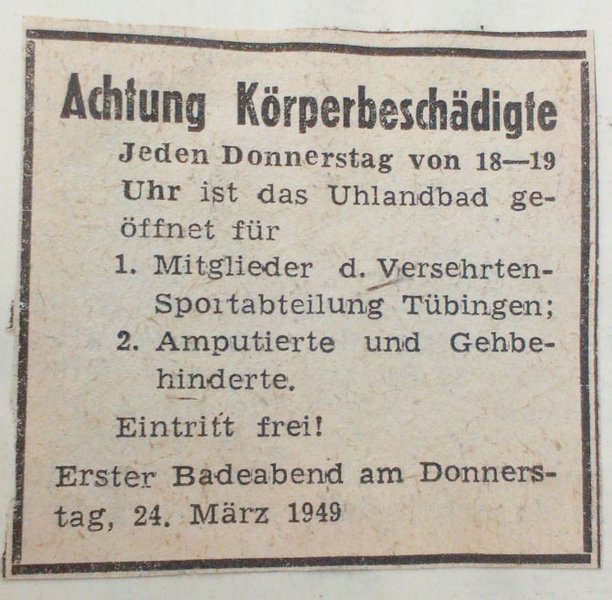 Achtung Körperbeschädigte
Jeden Donnerstag von 18—19
Uhr ist das Uhlandbad ge-
öffnet für
1. Mitglieder d. Versehrten-
Sportabteilung Tübingen;
2. Amputierte und Gehbe-
hinderte.
Eintritt frei!
Erster Badeabend am Donners-
tag, 24. März 1949